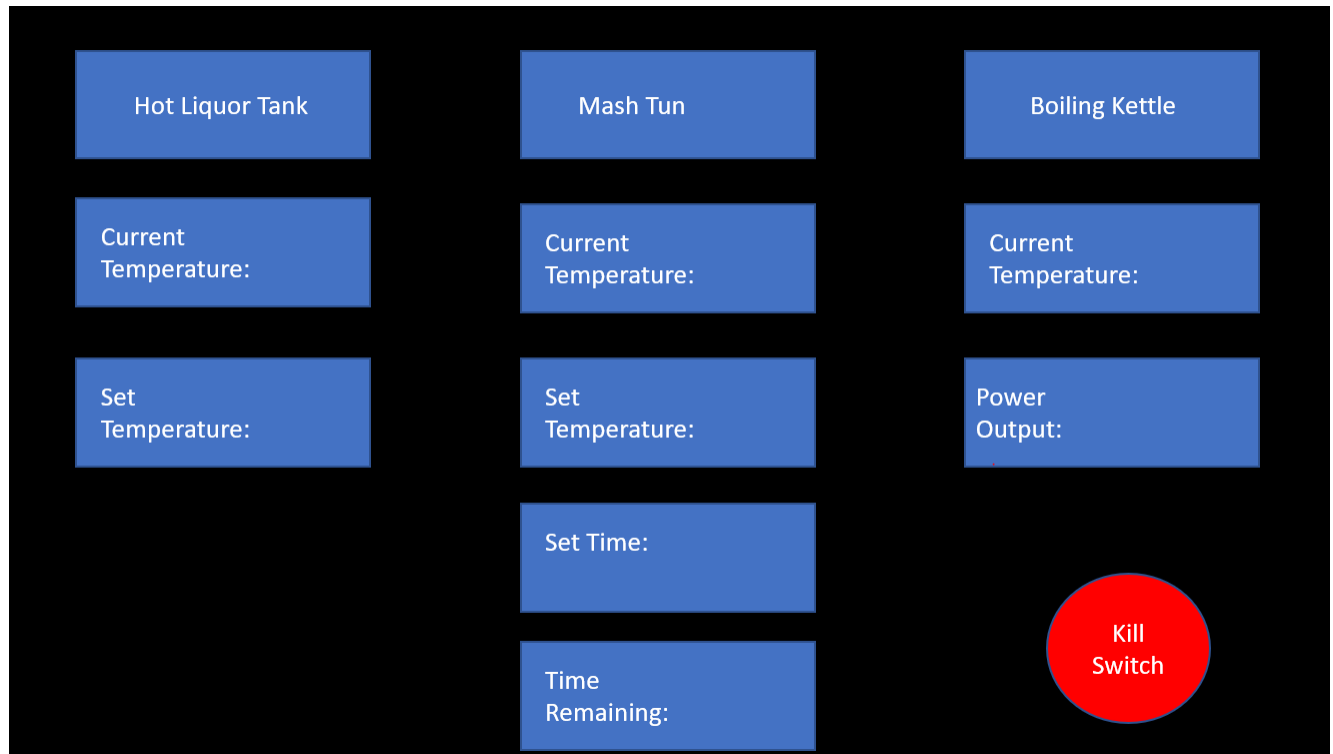 Hot Liquor Tank
Mash Tun
Boiling Kettle
Current
Temperature:
Current
Temperature:
Current
Temperature:
Set
Temperature:
Set
Temperature:
Power
Output:
Set Time:
Kill
Switch
Time
Remaining: